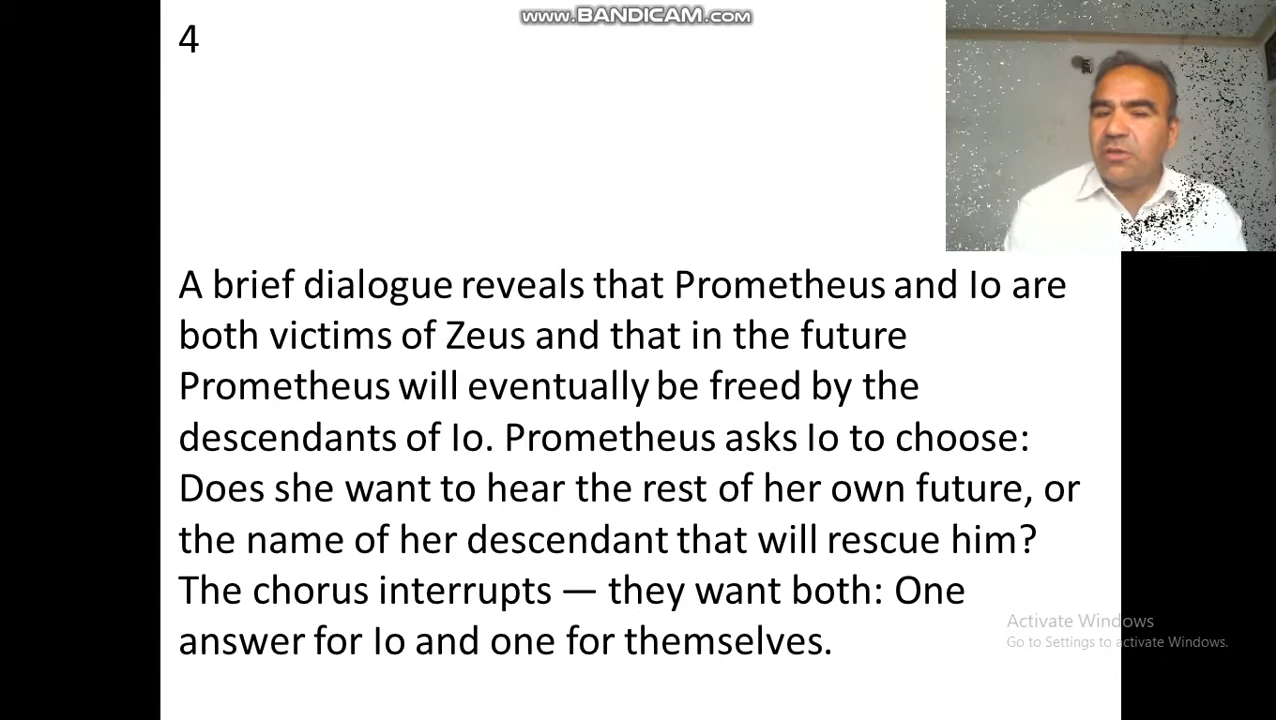 4
www.BANDICAM.com
A brief dialogue reveals that Prometheus and Io are
both victims of Zeus and that in the future
Prometheus will eventually be freed by the
descendants of Io. Prometheus asks Io to choose:
Does she want to hear the rest of her own future, or
the name of her descendant that will rescue him?
The chorus interrupts — they want both: One
answer for Io and one for themselves.
Activate Windows
Go to Settings to activate Windows.